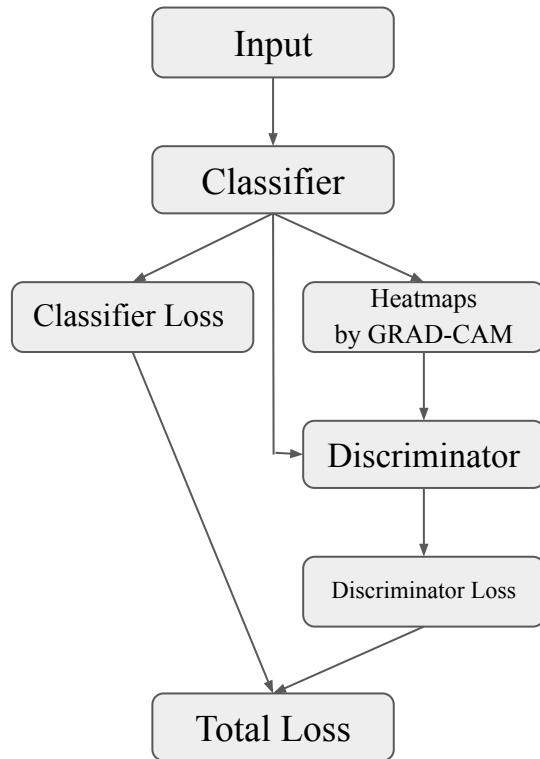 Input
Classifier
Classifier Loss
Heatmaps
by GRAD-CAM
Discriminator
Discriminator Loss
Total Loss